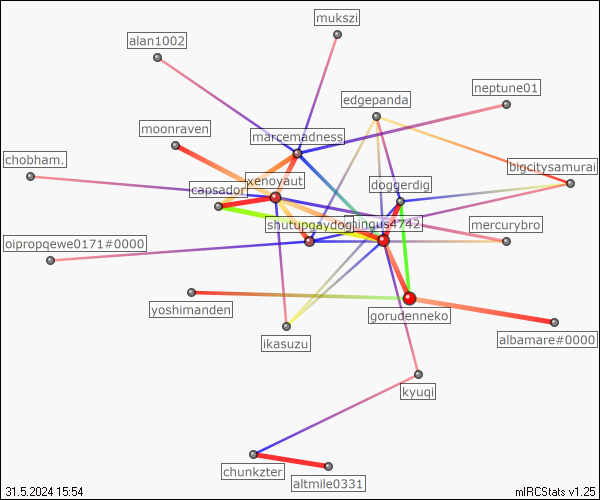 mukszi
alan1002
neptune01
edgepanda
moonraven
marcemadness
chobham.
bigcitysamurai
xenoyaut
doggerdig
capsador
shutupgaydog
mercurybro
oipropqewe0171#0000
yoshimanden
gorudenneko
ikasuzu
albamare#0000
kyuqi
chunkzter
altmile0331
31.5.2024 15:54
mIRCStats v1.25